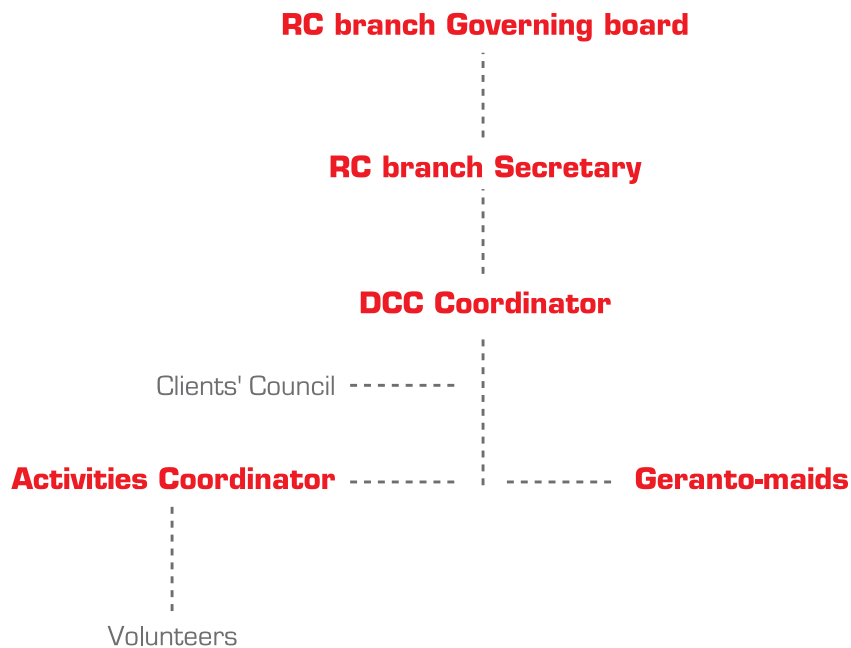 RC branch Governing board
RC branch Secretary
DCC Coordinator
Clients' Council
Activities Coordinator
Geranto-maids
Volunteers